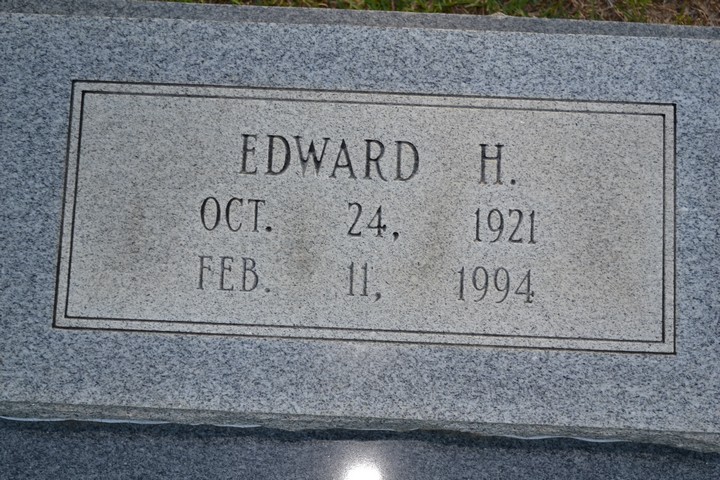 EDWARD H.
OCT. 24, 1921
FEB. 11, 1994